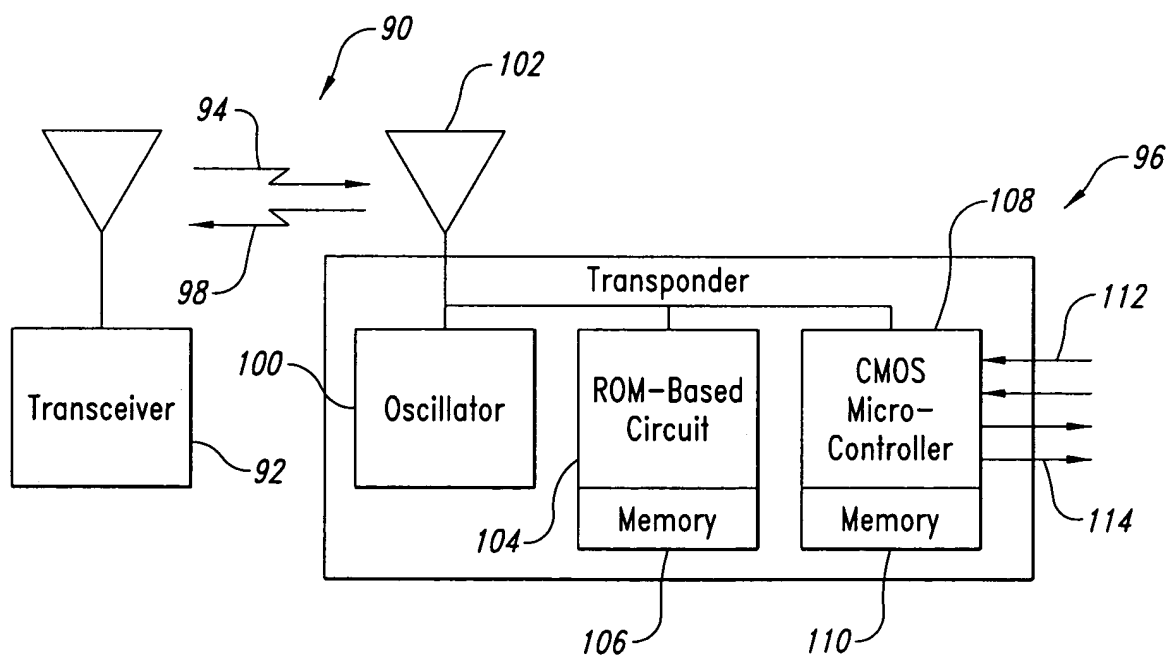 90
102
94
96
108
98
Transponder
112
100
Transceiver
Oscillator
ROM-Based
Circuit
CMOS
Micro-
Controller
92
104
Memory
Memory
114
106
110